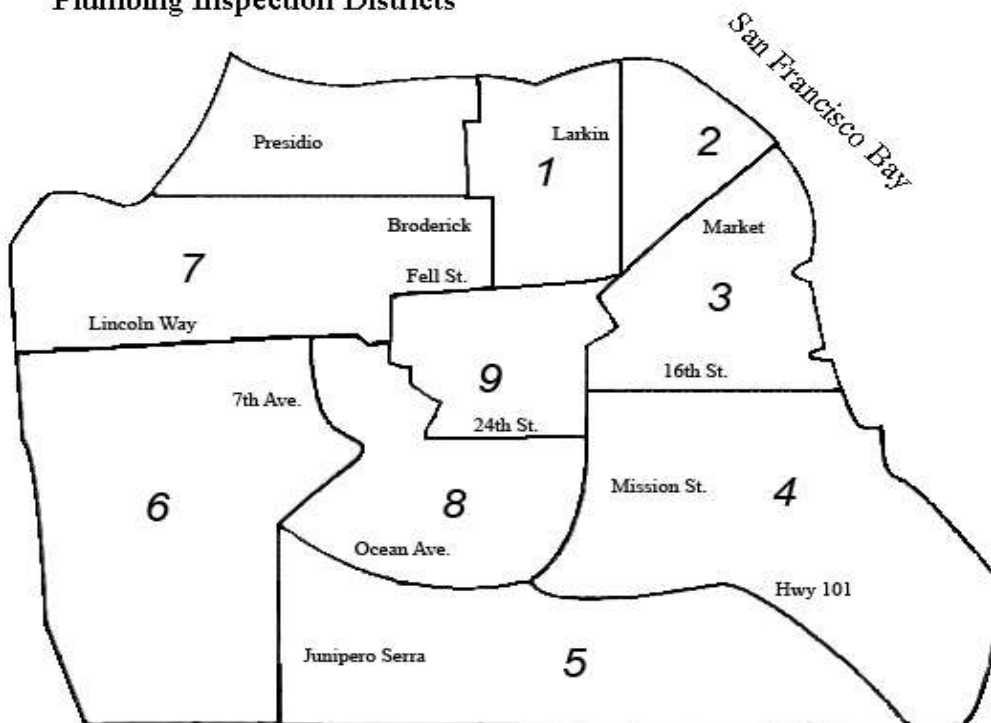 Plumbing Inspection Districts
San Francisco Bay
Presidio
Larkin
1
2
Broderick
Market
7
Fell St.
3
Lincoln Way
9
16th St.
7th Ave.
24th St.
6
8
Mission St.
4
Ocean Ave.
Hwy 101
Junipero Serra
5